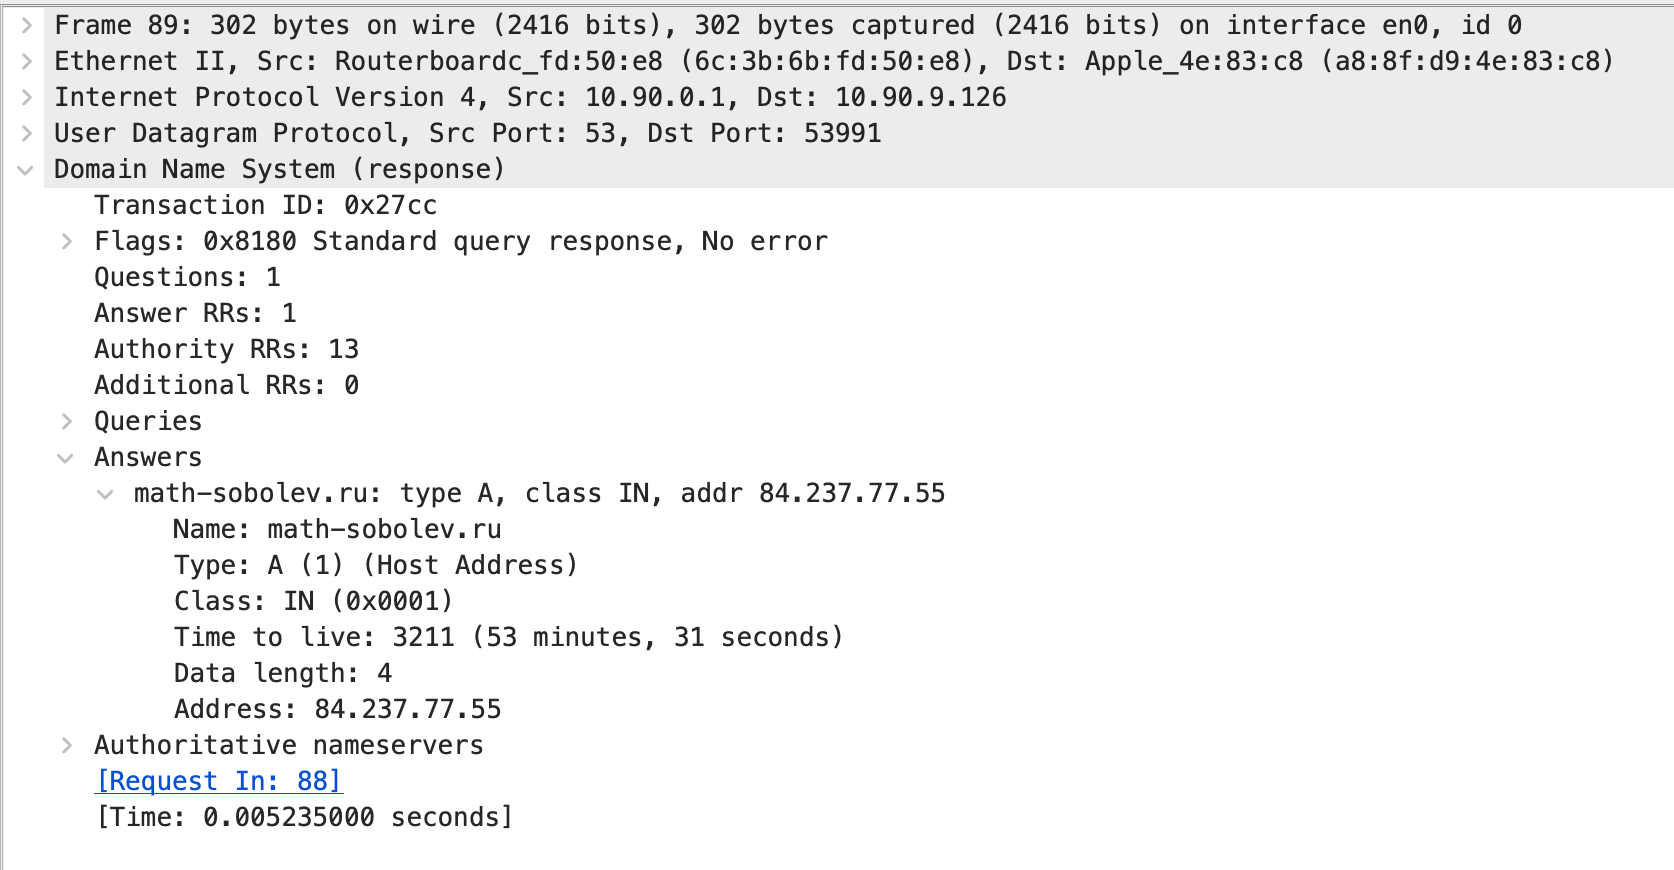 Frame 89: 302 bytes on wire (2416 bits), 302 bytes captured (2416 bits) on interface en0, id 0
Ethernet II, Src: Routerboardc_fd:50:e8 (6c:3b:6b:fd:50:e8), Dst: Apple_4e:83:c8 (a8:8f:d9:4e:83:c8)
Internet Protocol Version 4, Src: 10.90.0.1, Dst: 10.90.9.126
User Datagram Protocol, Src Port: 53, Dst Port: 53991
Domain Name System (response)
Transaction ID: 0x27cc
Flags: 0x8180 Standard query response, No error
Questions: 1
Answer RRs: 1
Authority RRs: 13
Additional RRs: 0
Queries
Answers
math-sobolev.ru: type A, class IN, addr 84.237.77.55
Name: math-sobolev.ru
Type: A (1) (Host Address)
Class: IN (0x0001)
Time to live: 3211 (53 minutes, 31 seconds)
Data length: 4
Address: 84.237.77.55
Authoritative nameservers
[Request In: 88]
[Time: 0.005235000 seconds]